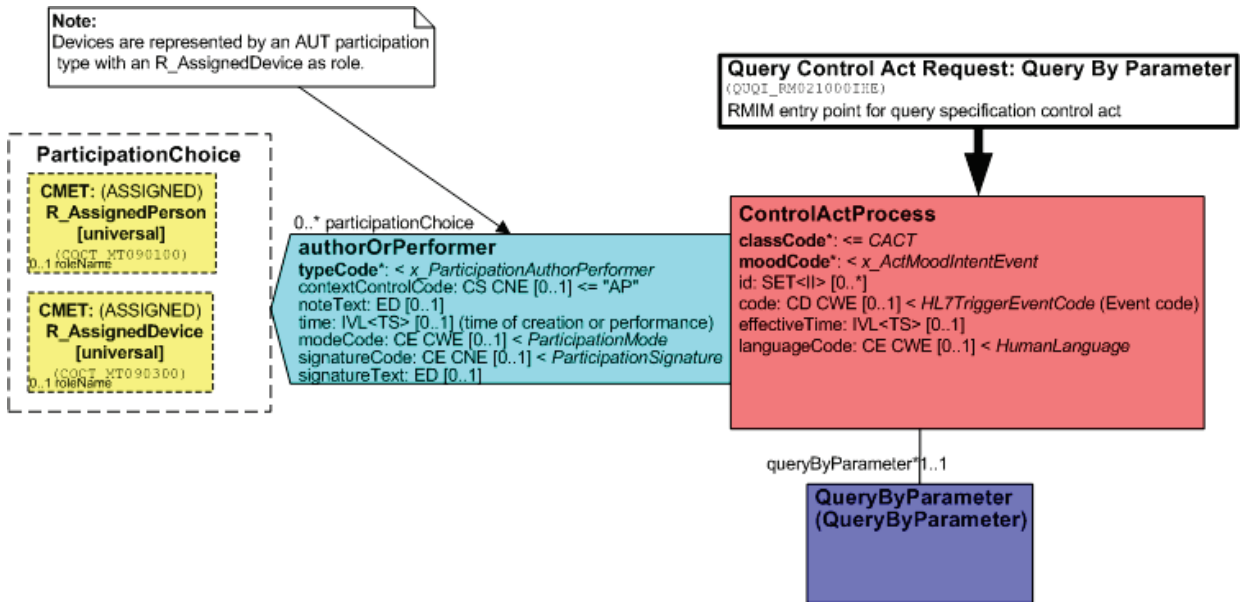 Note:
Devices are represented by an AUT participation
type with an R_AssignedDevice as role.
Query Control Act Request: Query By Parameter
(QUQI_RM021000IHE)
RMIM entry point for query specification control act
ParticipationChoice
CMET: (ASSIGNED)
R_AssignedPerson
[universal]
(COCT_MT090100)
0..1 roleName
CMET: (ASSIGNED)
R_AssignedDevice
[universal]
(COCT_MT090300)
0..1 roleName
0..* participationChoice
authorOrPerformer
typeCode*: < x_ParticipationAuthorPerformer
contextControlCode: CS CNE [0..1] <= "AP"
noteText: ED [0..1]
time: IVL<TS> [0..1] (time of creation or performance)
modeCode: CE CWE [0..1] < ParticipationMode
signatureCode: CE CNE [0..1] < ParticipationSignature
signatureText: ED [0..1]
ControlActProcess
classCode*: <= CACT
moodCode*: < x_ActMoodIntentEvent
id: SET<II> [0..*]
code: CD CWE [0..1] < HL7TriggerEventCode (Event code)
effectiveTime: IVL<TS> [0..1]
languageCode: CE CWE [0..1] < HumanLanguage
queryByParameter*1..1
QueryByParameter
(QueryByParameter)